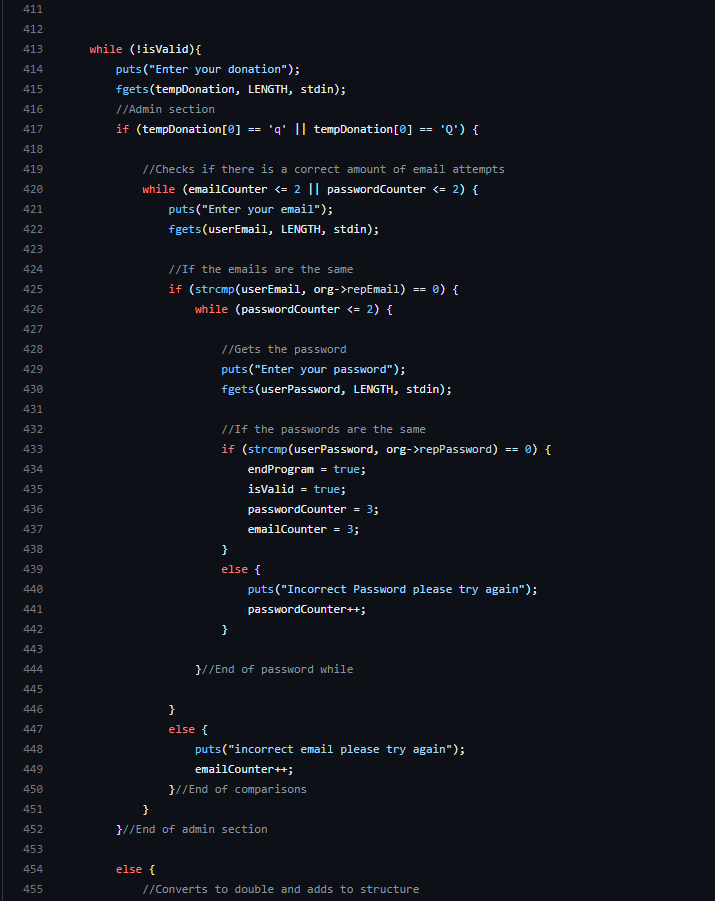 411
412
413 while (!isValid){
414 puts("Enter your donation");
415 fgets(tempDonation, LENGTH, stdin);
416 //Admin section
417 if (tempDonation[0] == 'q' || tempDonation[0] == 'Q') {
418
419 //Checks if there is a correct amount of email attempts
420 while (emailCounter <= 2 || passwordCounter <= 2) {
421 puts("Enter your email");
422 fgets(userEmail, LENGTH, stdin);
423
424 //If the emails are the same
425 if (strcmp(userEmail, org->repEmail) == 0) {
426 while (passwordCounter <= 2) {
427
428 //Gets the password
429 puts("Enter your password");
430 fgets(userPassword, LENGTH, stdin);
431
432 //If the passwords are the same
433 if (strcmp(userPassword, org->repPassword) == 0) {
434 endProgram = true;
435 isValid = true;
436 passwordCounter = 3;
437 emailCounter = 3;
438 }
439 else {
440 puts("Incorrect Password please try again");
441 passwordCounter++;
442 }
443
444 }//End of password while
445
446 }
447 else {
448 puts("incorrect email please try again");
449 emailCounter++;
450 }//End of comparisons
451 }
452 }//End of admin section
453
454 else {
455 //Converts to double and adds to structure